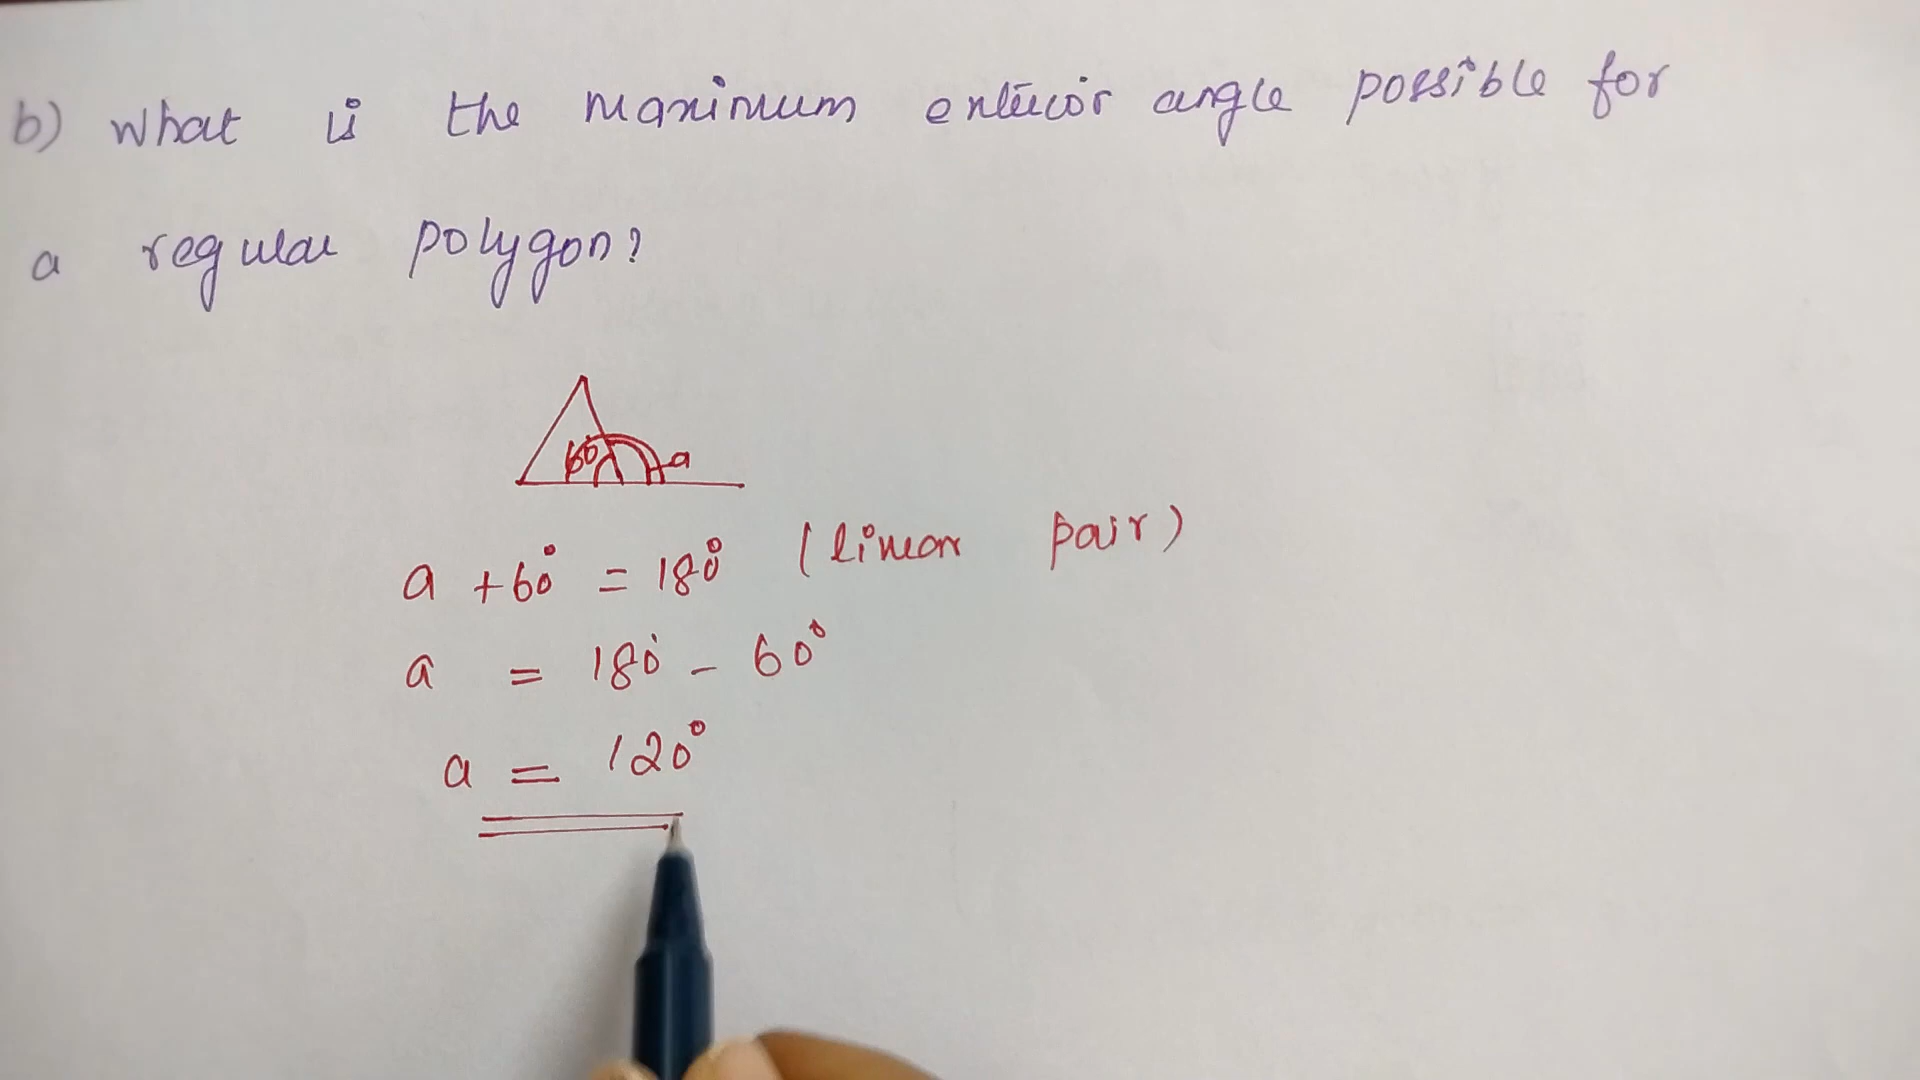 b) what is the maximum exterior angle possible for
a regular polygon?
60° a
a + 60° = 180° (linear pair)
a = 180° - 60°
a = 120°